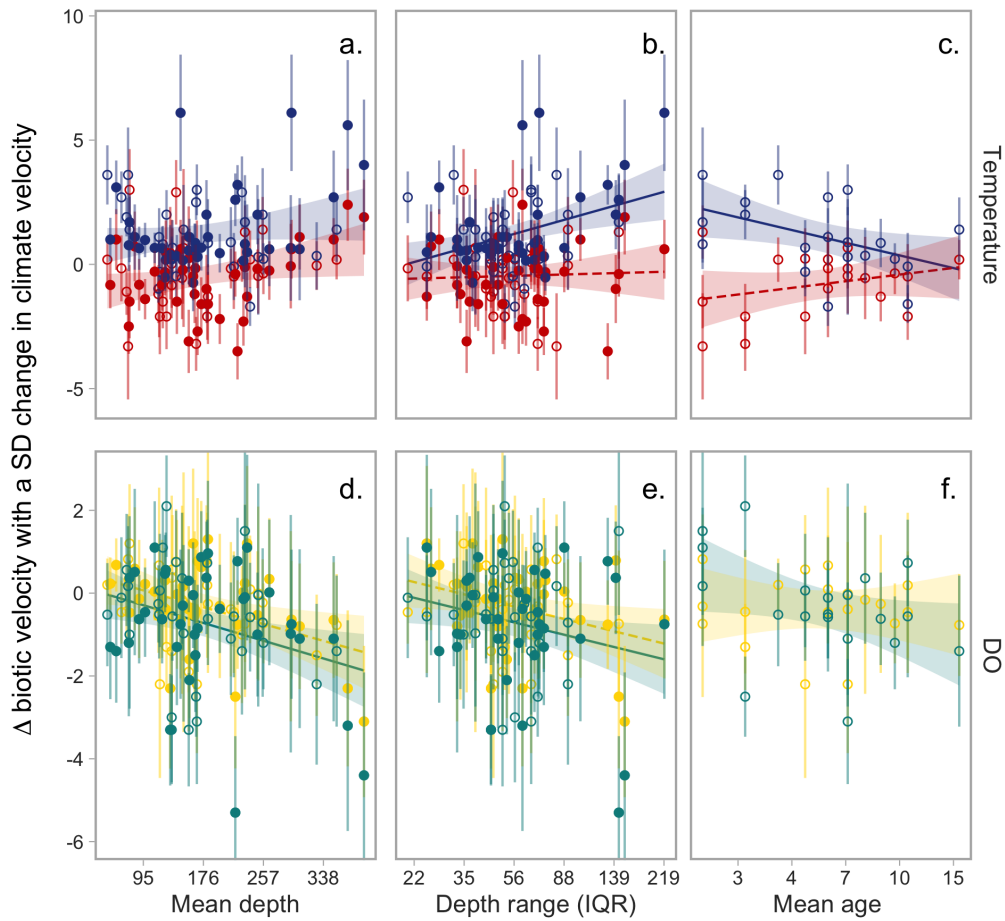 Δ biotic velocity with a SD change in climate velocity
10
5
0
-5
a.
b.
c.
Temperature
2
0
-2
-4
-6
d.
e.
f.
DO
95 176 257 338
22 35 56 88 139 219
3 4 7 10 15
Mean depth
Depth range (IQR)
Mean age